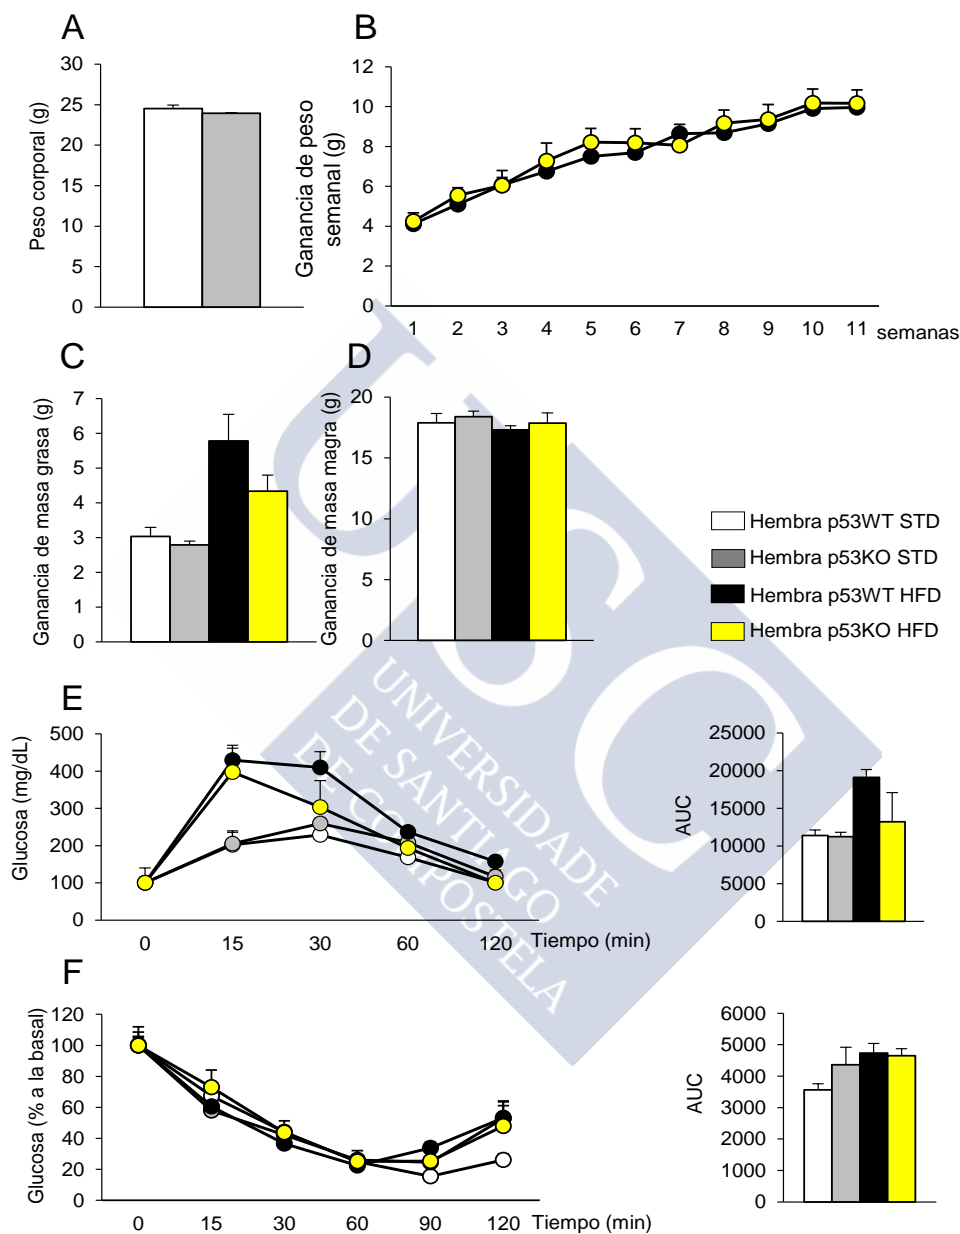 A
B
Peso corporal (g)
30
25
20
15
10
5
0
Ganancia de peso
semanal (g)
12
10
8
6
4
2
0
1 2 3 4 5 6 7 8 9 10 11 semanas
C
D
Ganancia de masa grasa (g)
7
6
5
4
3
2
1
0
Ganancia de masa magra (g)
20
15
10
5
0
Hembra p53WT STD
Hembra p53KO STD
Hembra p53WT HFD
Hembra p53KO HFD
USC
UNIVERSIDADE
DE SANTIAGO
DE COMPOSTELA
E
Glucosa (mg/dL)
500
400
300
200
100
0
0 15 30 60 120 Tiempo (min)
AUC
25000
20000
15000
10000
5000
0
F
Glucosa (% a la basal)
120
100
80
60
40
20
0
0 15 30 60 90 120 Tiempo (min)
AUC
6000
5000
4000
3000
2000
1000
0